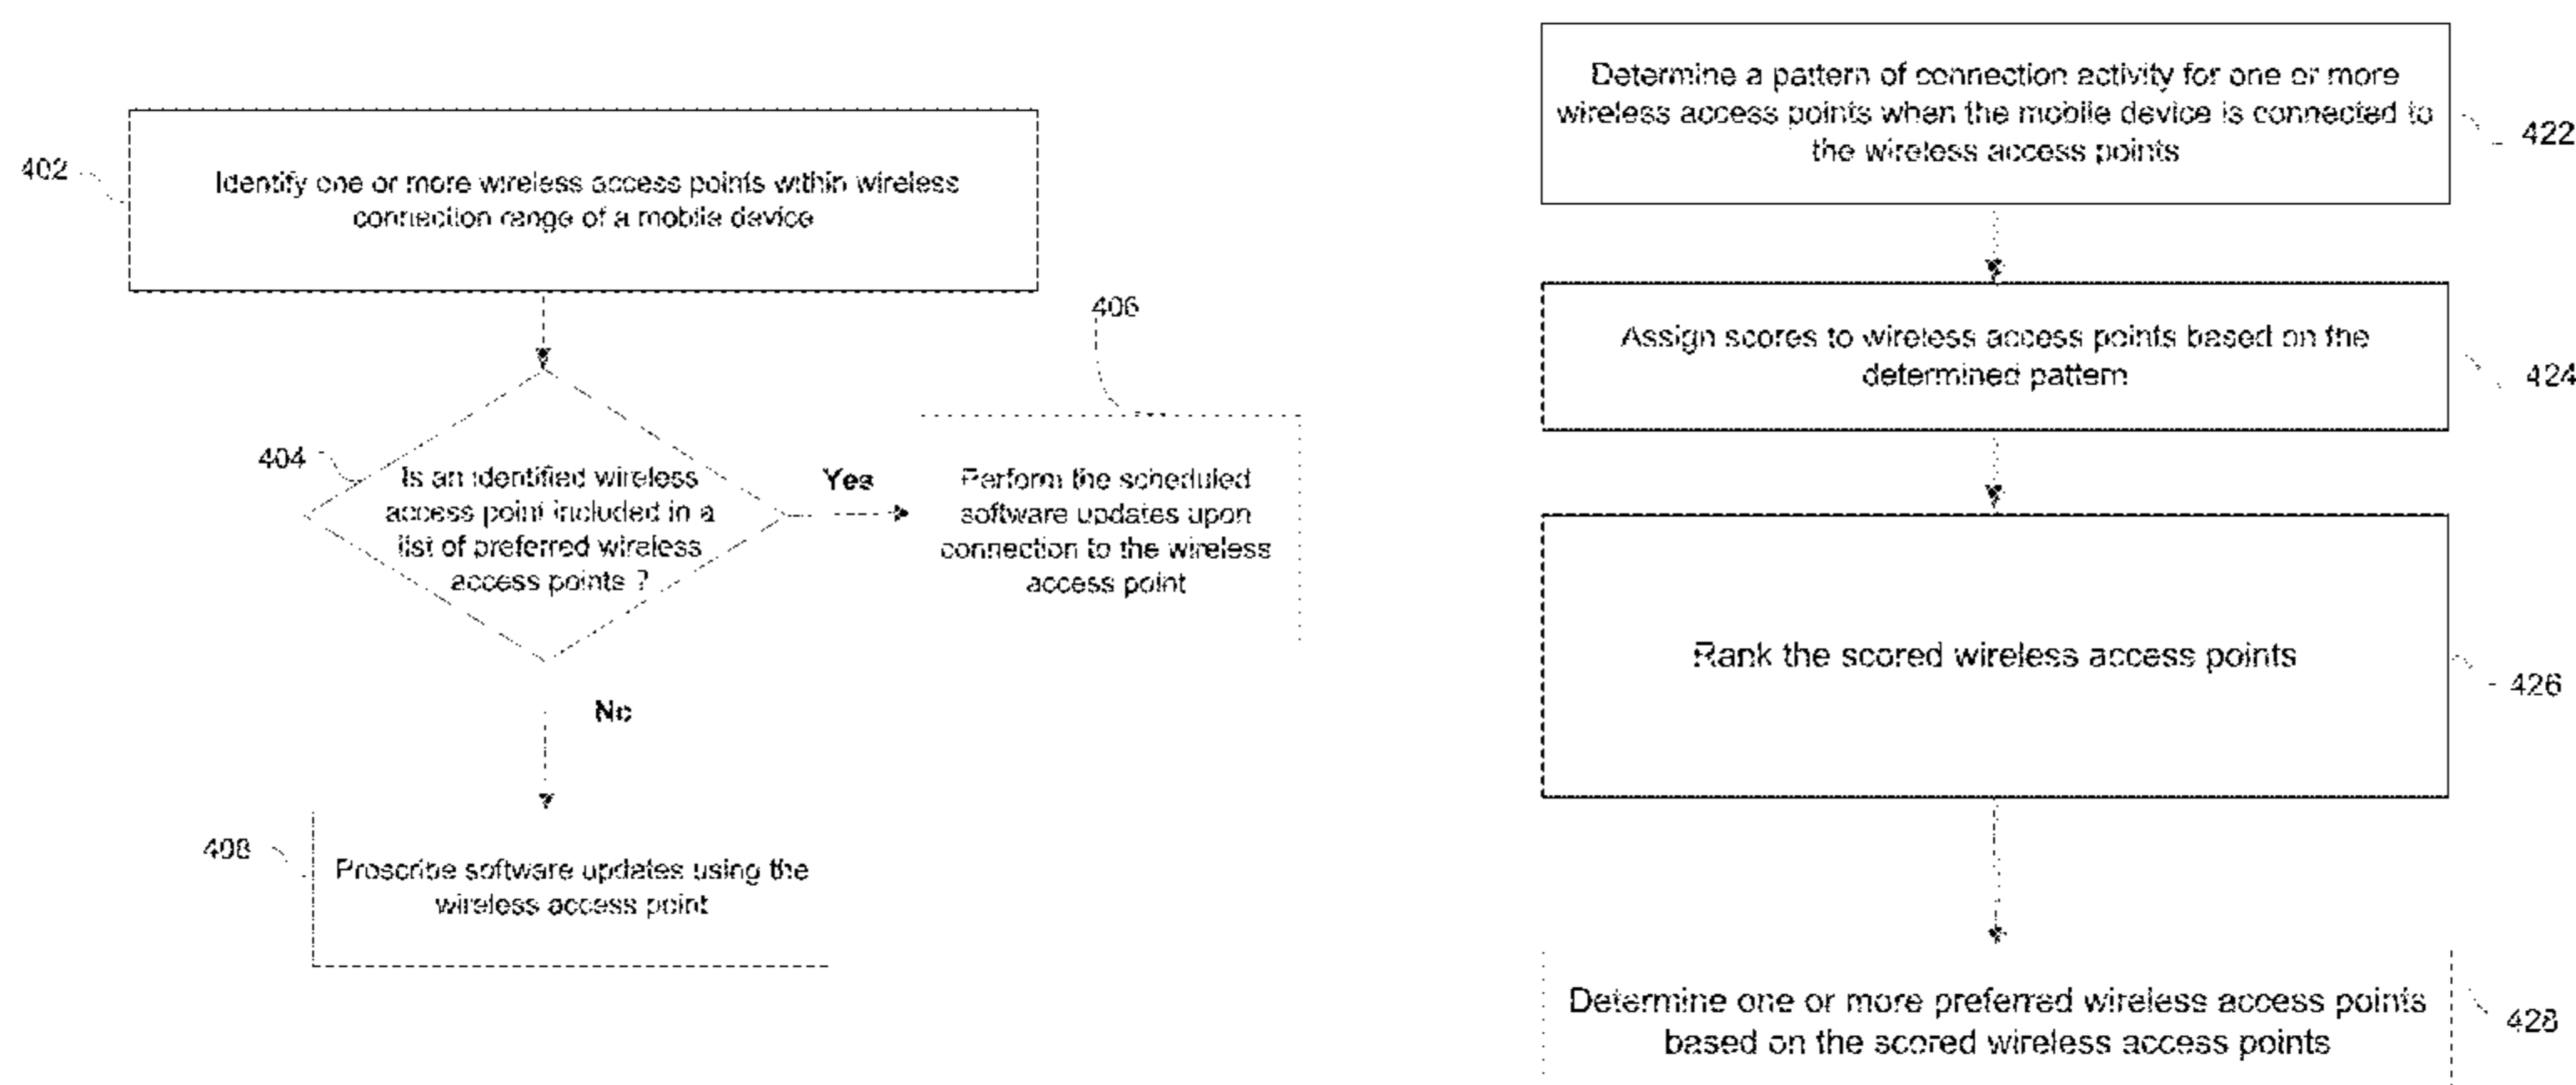 402
Identify one or more wireless access points within wireless
connection range of a mobile device
404
Is an identified wireless
access point included in a
list of preferred wireless
access points ?
Yes
406
Perform the scheduled
software updates upon
connection to the wireless
access point
No
408
Proscribe software updates using the
wireless access point
Determine a pattern of connection activity for one or more
wireless access points when the mobile device is connected to
the wireless access points
422
Assign scores to wireless access points based on the
determined pattern
424
Rank the scored wireless access points
426
Determine one or more preferred wireless access points
based on the scored wireless access points
428